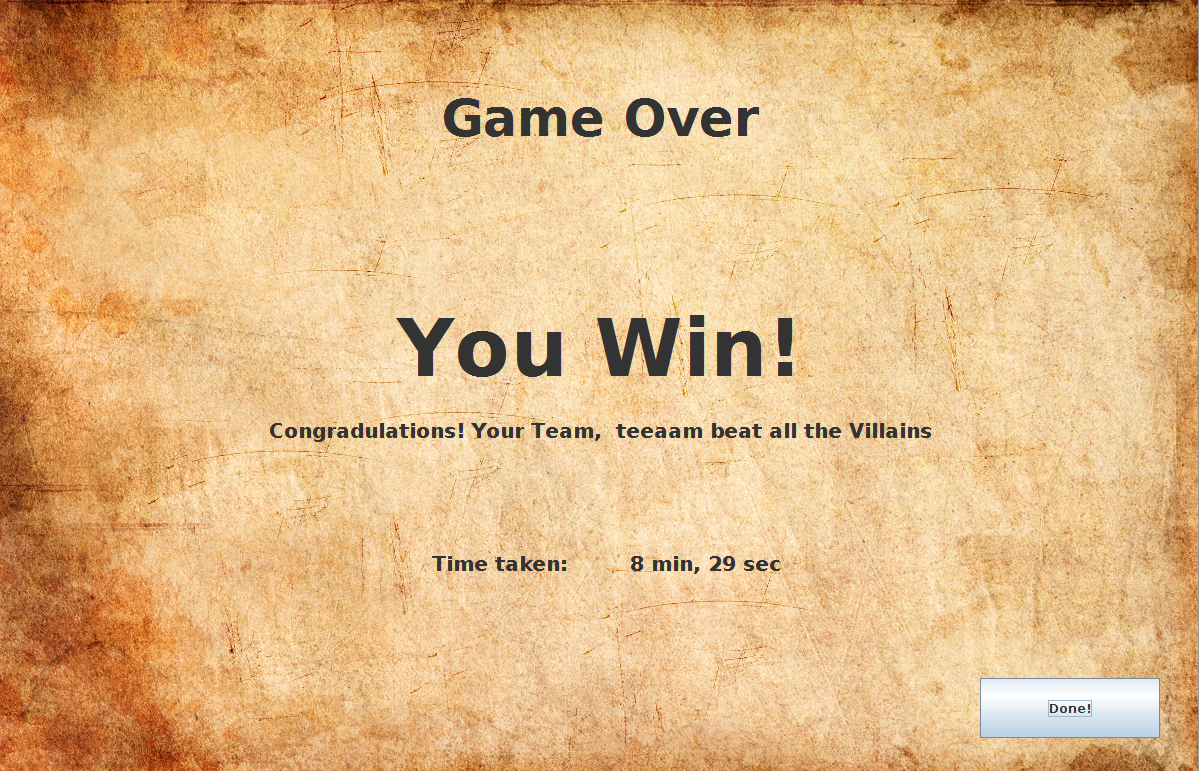 Game Over
You Win!
Congradulations! Your Team,  teeaam beat all the Villains
Time taken: 8 min, 29 sec
Done!